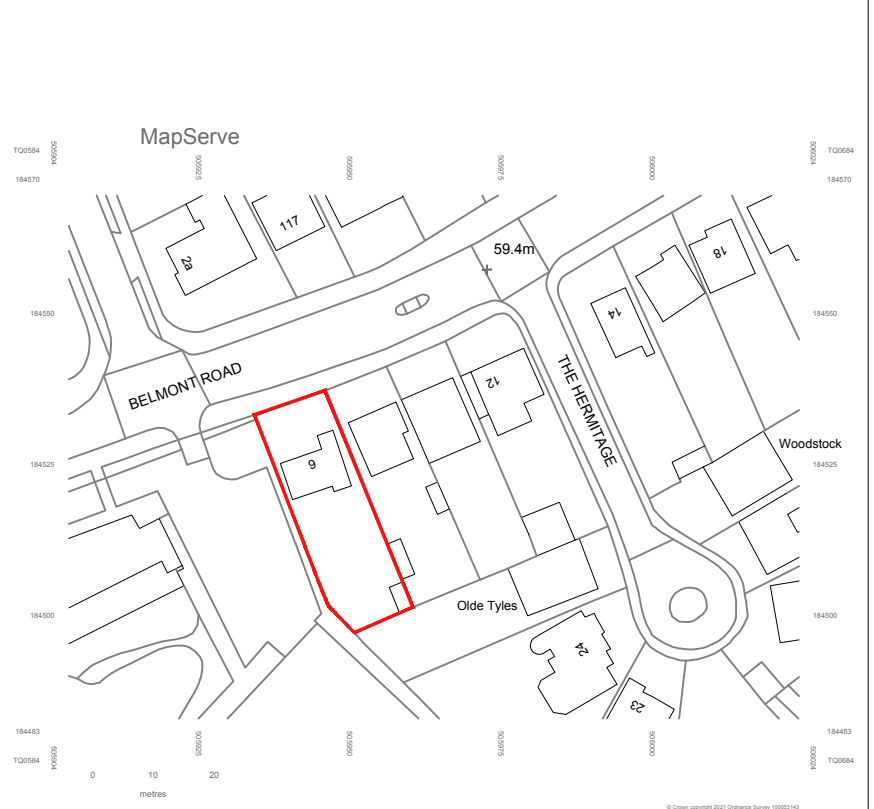 MapServe
TQ0584
505904
505925
505950
505975
506000
506024
TQ0684
184570
184570
117
2a
59.4m
18
14
184550
184550
BELMONT ROAD
12
THE HERMITAGE
Woodstock
9
184525
184525
Olde Tyles
184500
184500
24
23
184483
184483
TQ0584
505904
505925
505950
505975
506000
506024
TQ0684
0 10 20
metres
© Crown copyright 2021 Ordnance Survey 100053143